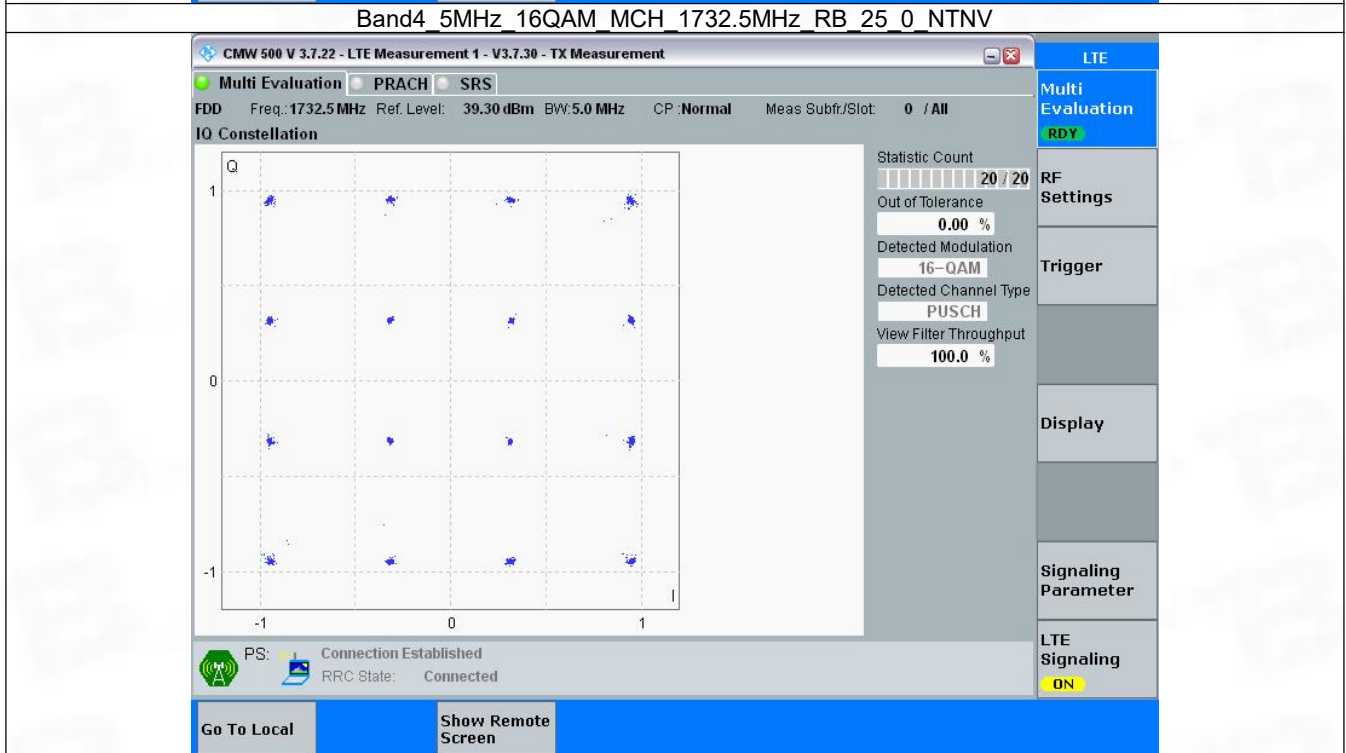 Band4_5MHz_16QAM_MCH_1732.5MHz_RB_25_0_NTNV
CMW 500 V 3.7.22 - LTE Measurement 1 - V3.7.30 - TX Measurement
LTE
Multi Evaluation PRACH SRS
FDD Freq.: 1732.5 MHz Ref. Level: 39.30 dBm BW: 5.0 MHz CP : Normal Meas Subfr./Slot: 0 / All
IQ Constellation
Q
1
0
-1
I
-1 0 1
Statistic Count
20 / 20
Out of Tolerance
0.00 %
Detected Modulation
16-QAM
Detected Channel Type
PUSCH
View Filter Throughput
100.0 %
Multi
Evaluation
RDY
RF
Settings
Trigger
Display
Signaling
Parameter
LTE
Signaling
ON
PS: Connection Established
RRC State: Connected
Go To Local
Show Remote
Screen